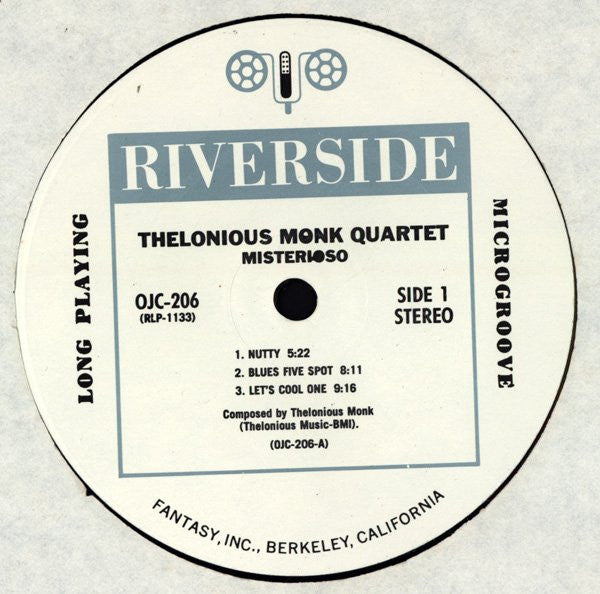 RIVERSIDE
THELONIOUS MONK QUARTET
MISTERIOSO
LONG PLAYING
MICROGROOVE
OJC-206
(RLP-1133)
SIDE 1
STEREO
1. NUTTY 5:22
2. BLUES FIVE SPOT 8:11
3. LET'S COOL ONE 9:16
Composed by Thelonious Monk
(Thelonious Music-BMI).
(OJC-206-A)
FANTASY, INC., BERKELEY, CALIFORNIA